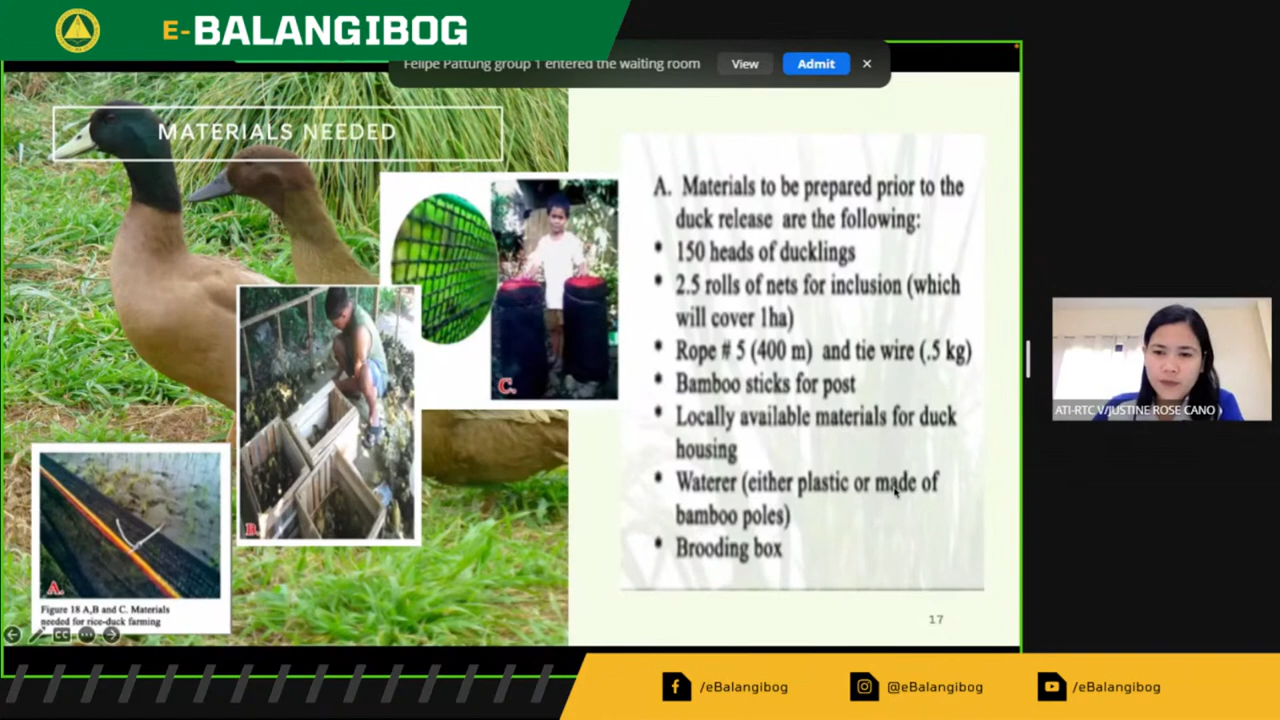 E-BALANGIBOG
Felipe Pattung group 1 entered the waiting room
View
Admit
MATERIALS NEEDED
A. Materials to be prepared prior to the
duck release are the following:
• 150 heads of ducklings
• 2.5 rolls of nets for inclusion (which
will cover 1ha)
• Rope # 5 (400 m) and tie wire (.5 kg)
• Bamboo sticks for post
• Locally available materials for duck
housing
• Waterer (either plastic or made of
bamboo poles)
• Brooding box
C.
B.
A.
Figure 18 A,B and C. Materials
needed for rice-duck farming
CC
17
ATI-RTC V/JUSTINE ROSE CANO
/eBalangibog
@eBalangibog
/eBalangibog